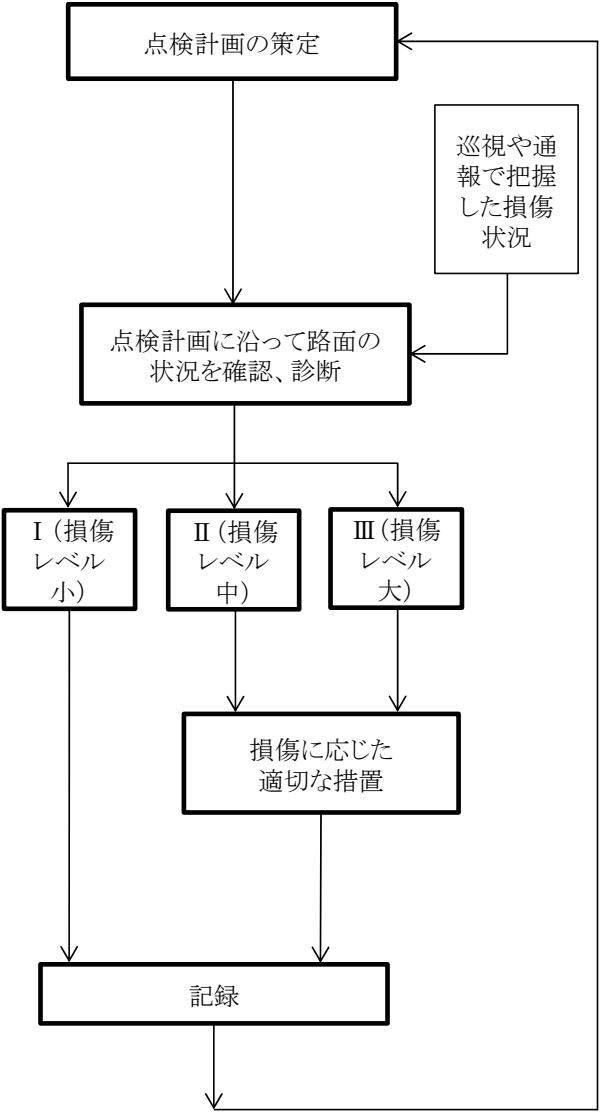 点検計画の策定
巡視や通
報で把握
した損傷
状況
点検計画に沿って路面の
状況を確認、診断
Ⅰ（損傷
レベル
小）
Ⅱ（損傷
レベル
中）
Ⅲ（損傷
レベル
大）
損傷に応じた
適切な措置
記録